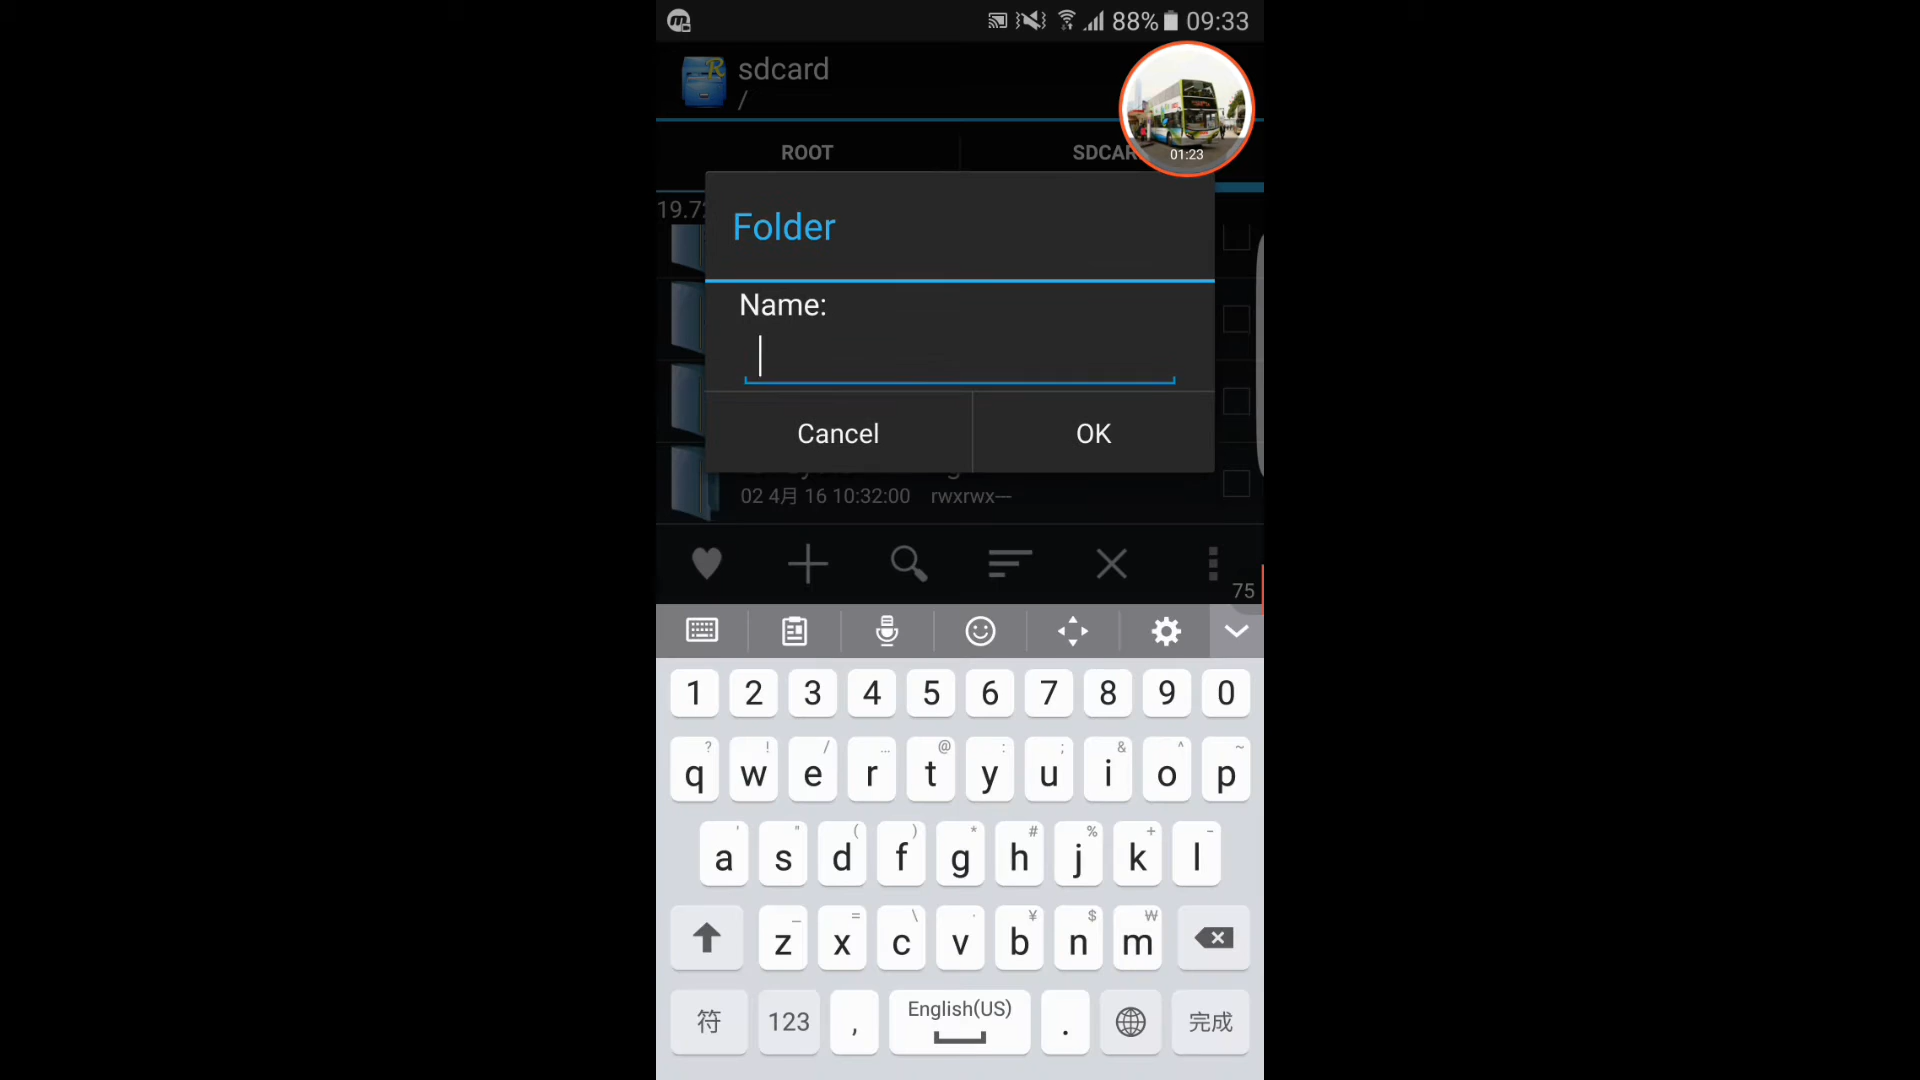 88% 09:33
sdcard
/
01:23
ROOT
SDCAR
19.7
Folder
Name:
Cancel
OK
02 4月 16 10:32:00 rwxrwx---
75
1 2 3 4 5 6 7 8 9 0
? ! / ... @ : ; & ^ ~
q w e r t y u i o p
' " ( ) * # % + -
a s d f g h j k l
_ = \ · ¥ $ ₩
z x c v b n m
符 123 , English(US) . 完成